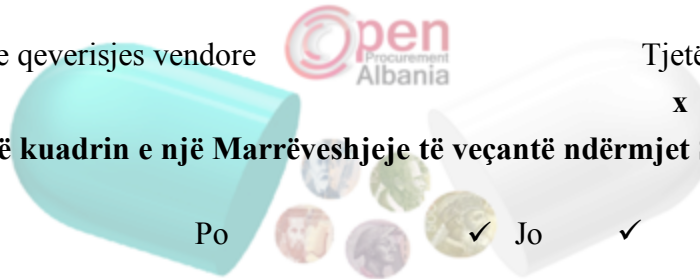 e qeverisjes vendore
Open
Procurement
Albania
Tjetë
x
ë kuadrin e një Marrëveshjeje të veçantë ndërmjet
Po ✓ Jo ✓